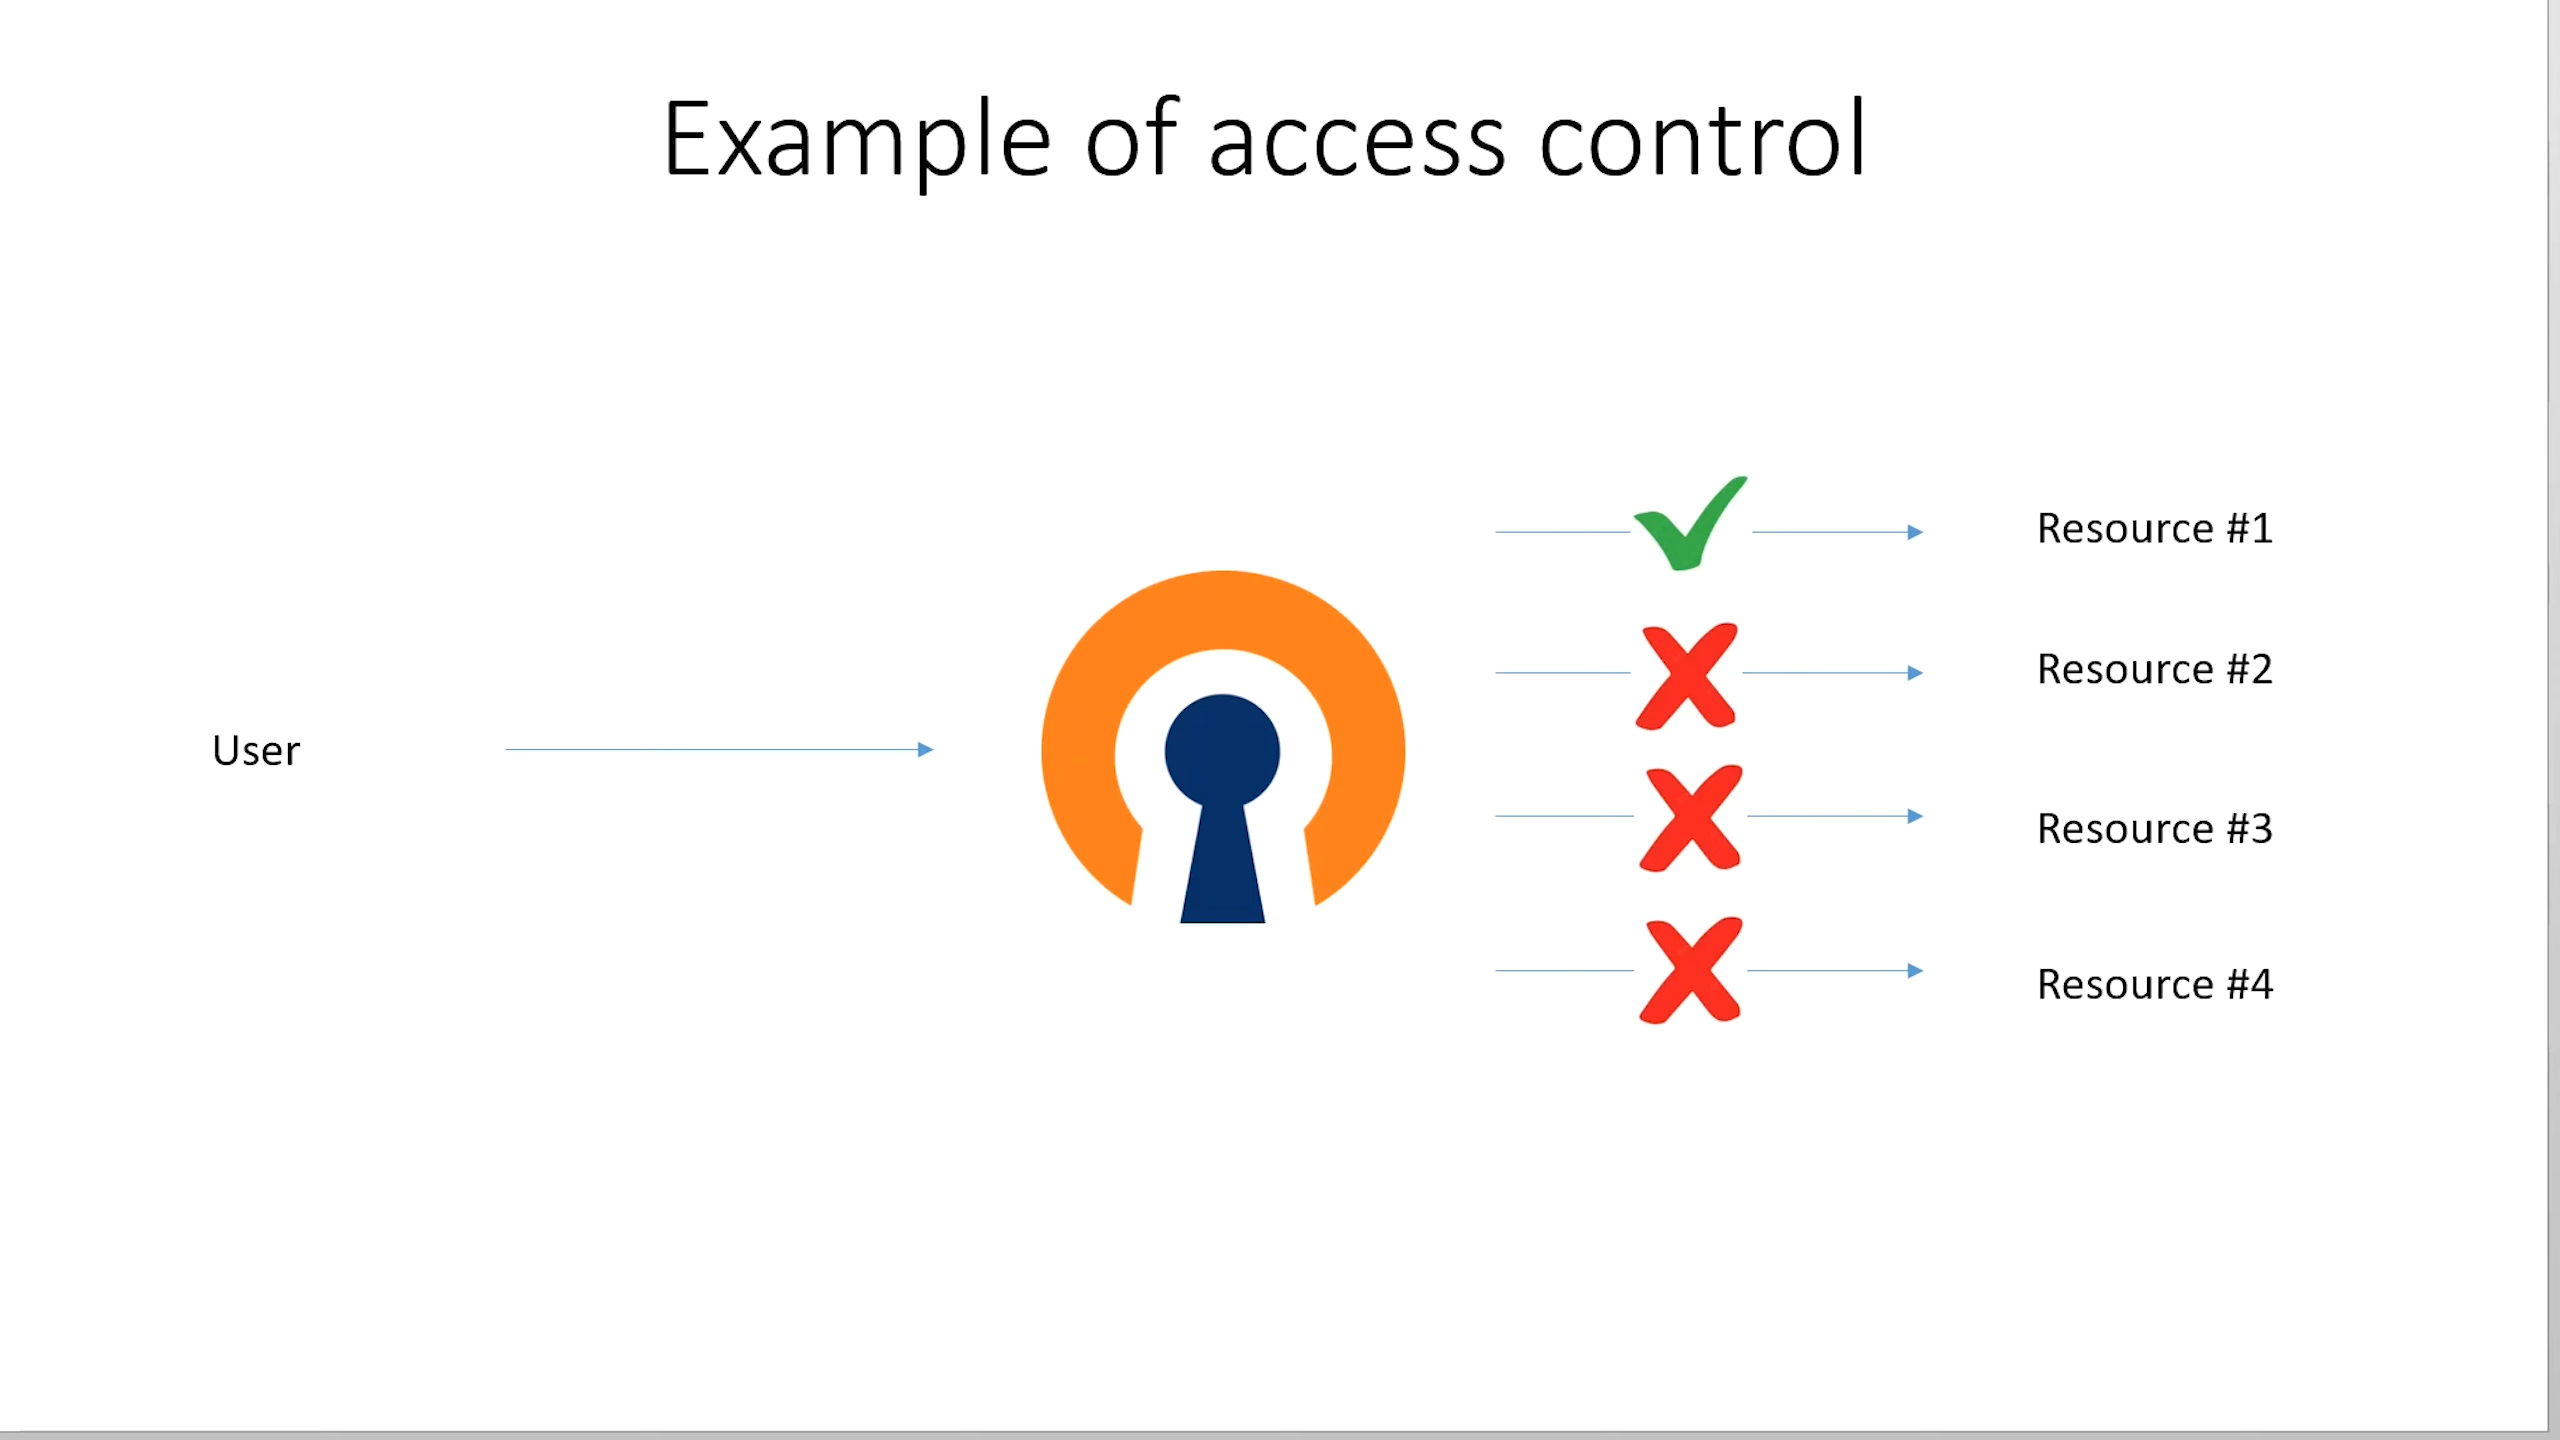 Example of access control
User
Resource #1
Resource #2
Resource #3
Resource #4